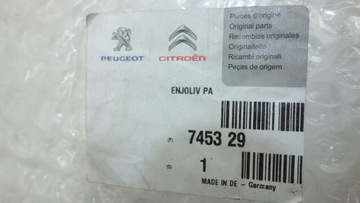 Pièces d'origine
Original parts
Recambios originales
Originalteile
Ricambi originali
Peças de origem
PEUGEOT
CITROËN
ENJOLIV PA
(P) 7453 29
1
MADE IN DE - Germany